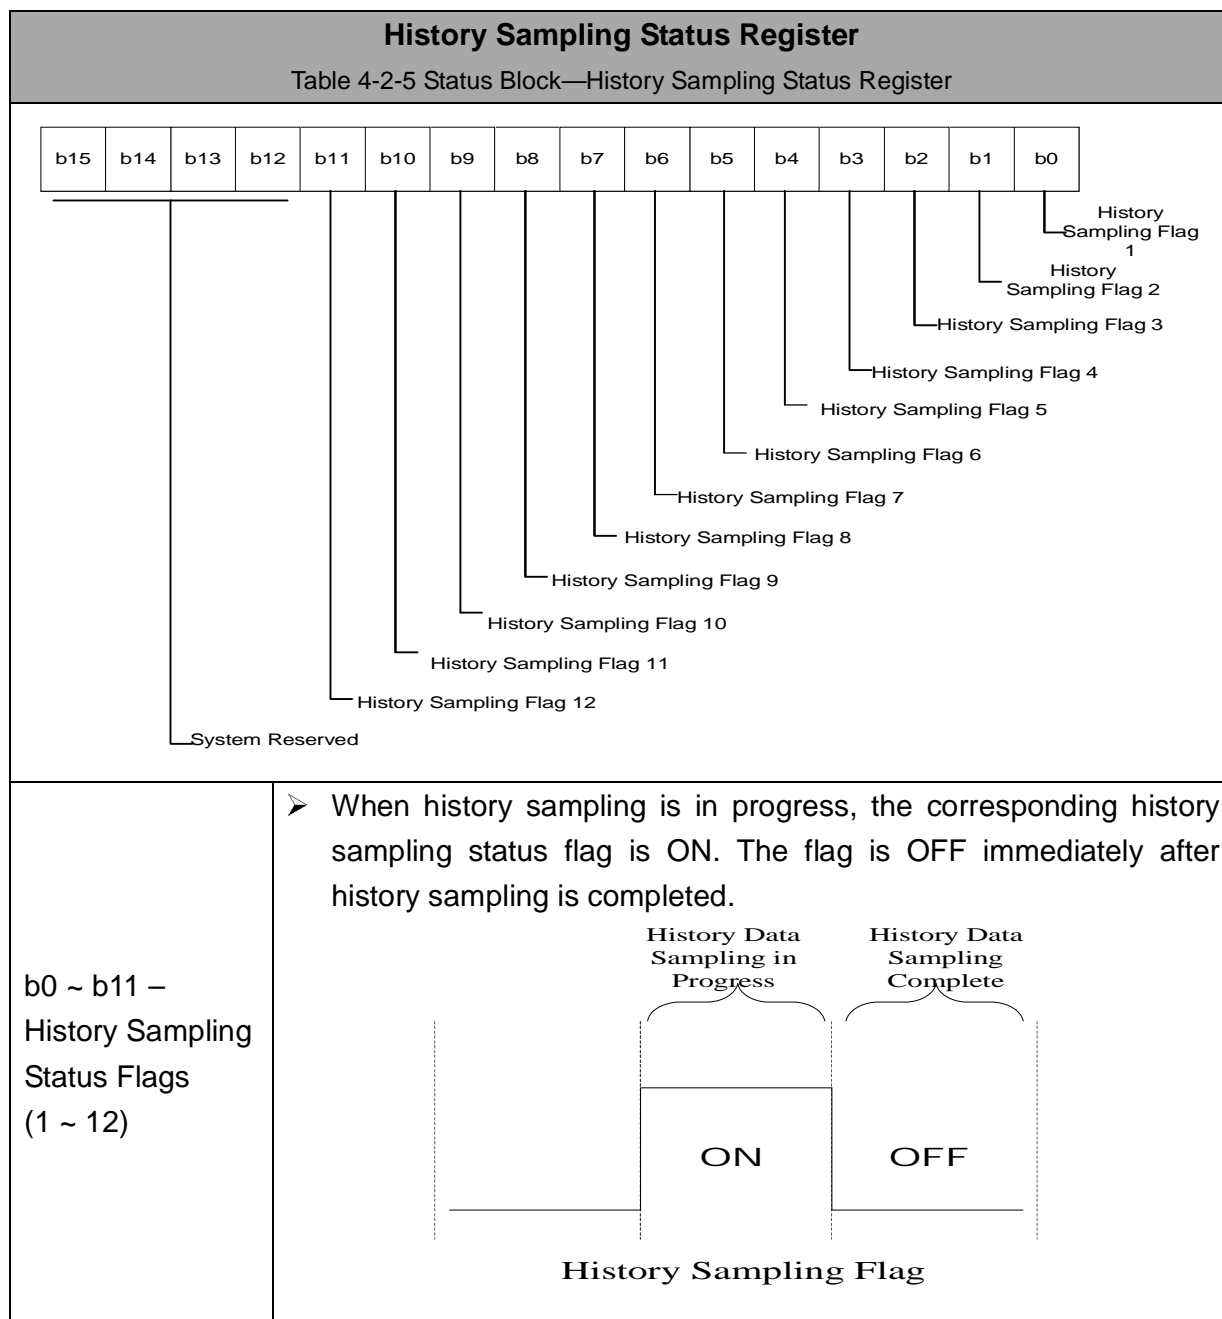 History Sampling Status Register
Table 4-2-5 Status Block—History Sampling Status Register
b15 b14 b13 b12 b11 b10 b9 b8 b7 b6 b5 b4 b3 b2 b1 b0
History
Sampling Flag
1
History
Sampling Flag 2
History Sampling Flag 3
History Sampling Flag 4
History Sampling Flag 5
History Sampling Flag 6
History Sampling Flag 7
History Sampling Flag 8
History Sampling Flag 9
History Sampling Flag 10
History Sampling Flag 11
History Sampling Flag 12
System Reserved
b0 ~ b11 –
History Sampling
Status Flags
(1 ~ 12)
➢ When history sampling is in progress, the corresponding history
sampling status flag is ON. The flag is OFF immediately after
history sampling is completed.
History Data
Sampling in
Progress
History Data
Sampling
Complete
ON
OFF
History Sampling Flag